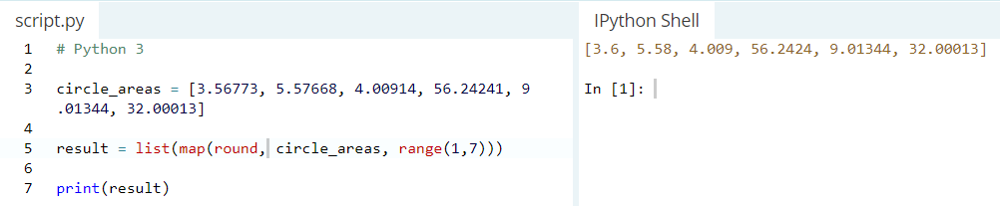 script.py
1 # Python 3
2
3 circle_areas = [3.56773, 5.57668, 4.00914, 56.24241, 9
.01344, 32.00013]
4
5 result = list(map(round, circle_areas, range(1,7)))
6
7 print(result)
IPython Shell
[3.6, 5.58, 4.009, 56.2424, 9.01344, 32.00013]
In [1]: